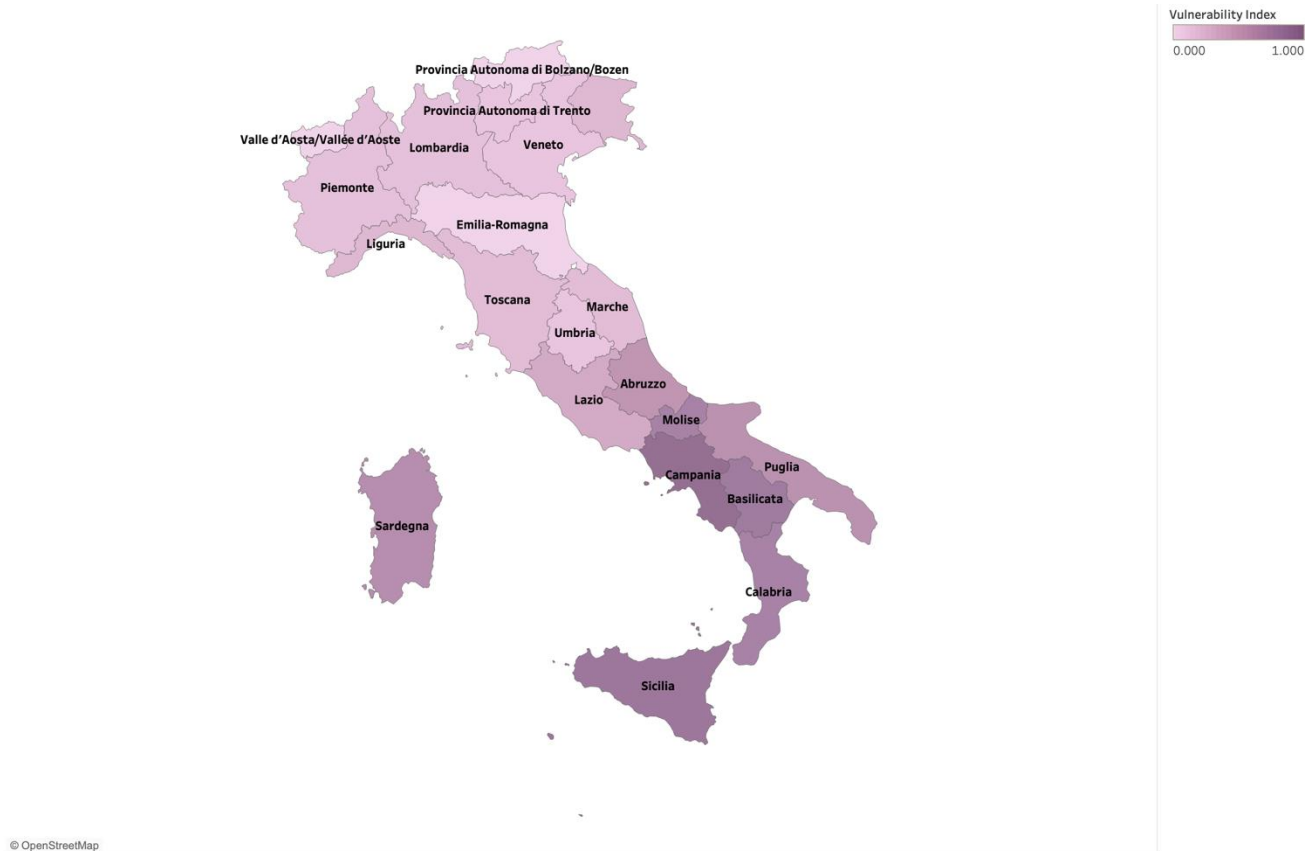 Vulnerability Index
0.000 1.000
Provincia Autonoma di Bolzano/Bozen
Provincia Autonoma di Trento
Valle d'Aosta/Vallée d'Aoste
Lombardia
Veneto
Piemonte
Emilia-Romagna
Liguria
Toscana
Marche
Umbria
Abruzzo
Lazio
Molise
Puglia
Campania
Basilicata
Sardegna
Calabria
Sicilia
© OpenStreetMap